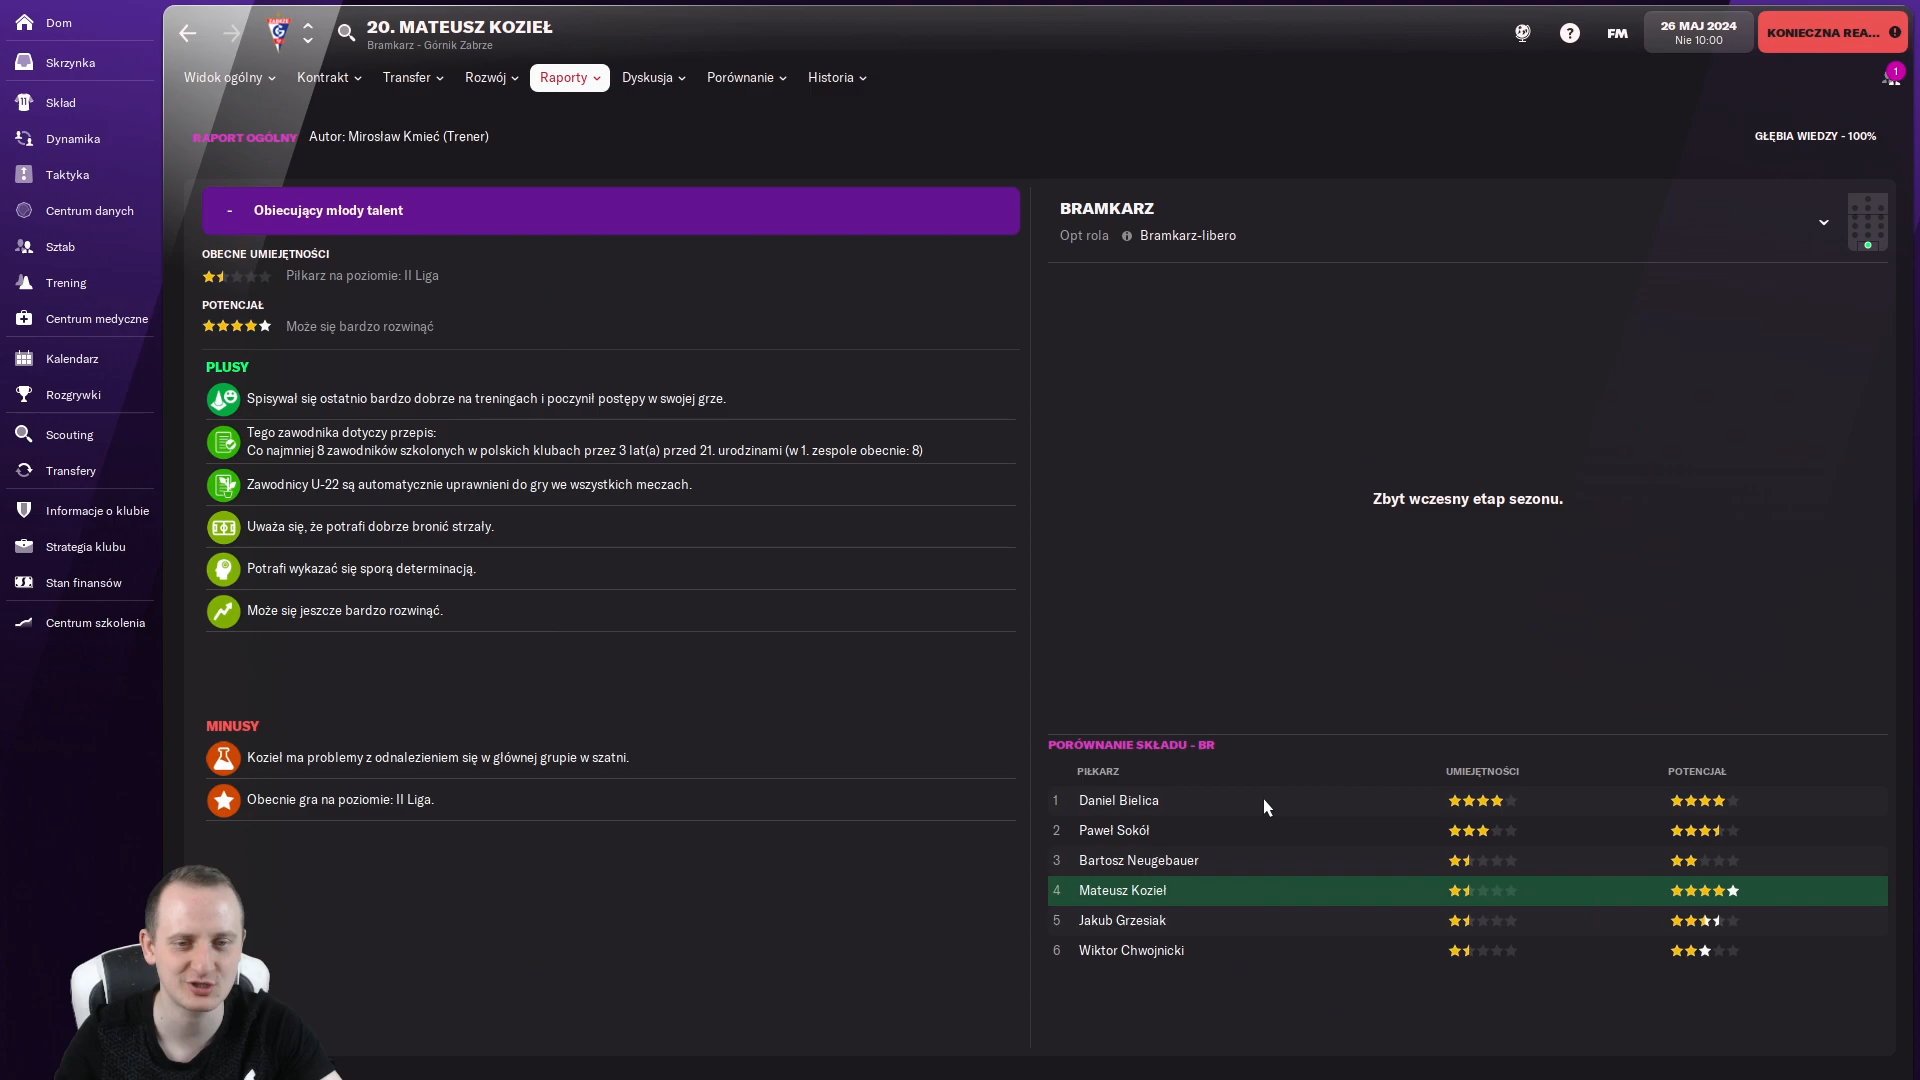 Dom
Skrzynka
Skład
Dynamika
Taktyka
Centrum danych
Sztab
Trening
Centrum medyczne
Kalendarz
Rozgrywki
Scouting
Transfery
Informacje o klubie
Strategia klubu
Stan finansów
Centrum szkolenia
20. MATEUSZ KOZIEŁ
Bramkarz - Górnik Zabrze
FM
26 MAJ 2024
Nie 10:00
KONIECZNA REA...
1
Widok ogólny
Kontrakt
Transfer
Rozwój
Raporty
Dyskusja
Porównanie
Historia
RAPORT OGÓLNY
Autor: Mirosław Kmieć (Trener)
GŁĘBIA WIEDZY - 100%
- Obiecujący młody talent
OBECNE UMIEJĘTNOŚCI
Piłkarz na poziomie: II Liga
POTENCJAŁ
Może się bardzo rozwinąć
PLUSY
Spisywał się ostatnio bardzo dobrze na treningach i poczynił postępy w swojej grze.
Tego zawodnika dotyczy przepis:
Co najmniej 8 zawodników szkolonych w polskich klubach przez 3 lat(a) przed 21. urodzinami (w 1. zespole obecnie: 8)
Zawodnicy U-22 są automatycznie uprawnieni do gry we wszystkich meczach.
Uważa się, że potrafi dobrze bronić strzały.
Potrafi wykazać się sporą determinacją.
Może się jeszcze bardzo rozwinąć.
MINUSY
Kozieł ma problemy z odnalezieniem się w głównej grupie w szatni.
Obecnie gra na poziomie: II Liga.
BRAMKARZ
Opt rola Bramkarz-libero
Zbyt wczesny etap sezonu.
PORÓWNANIE SKŁADU - BR
PIŁKARZ UMIEJĘTNOŚCI POTENCJAŁ
1 Daniel Bielica
2 Paweł Sokół
3 Bartosz Neugebauer
4 Mateusz Kozieł
5 Jakub Grzesiak
6 Wiktor Chwojnicki